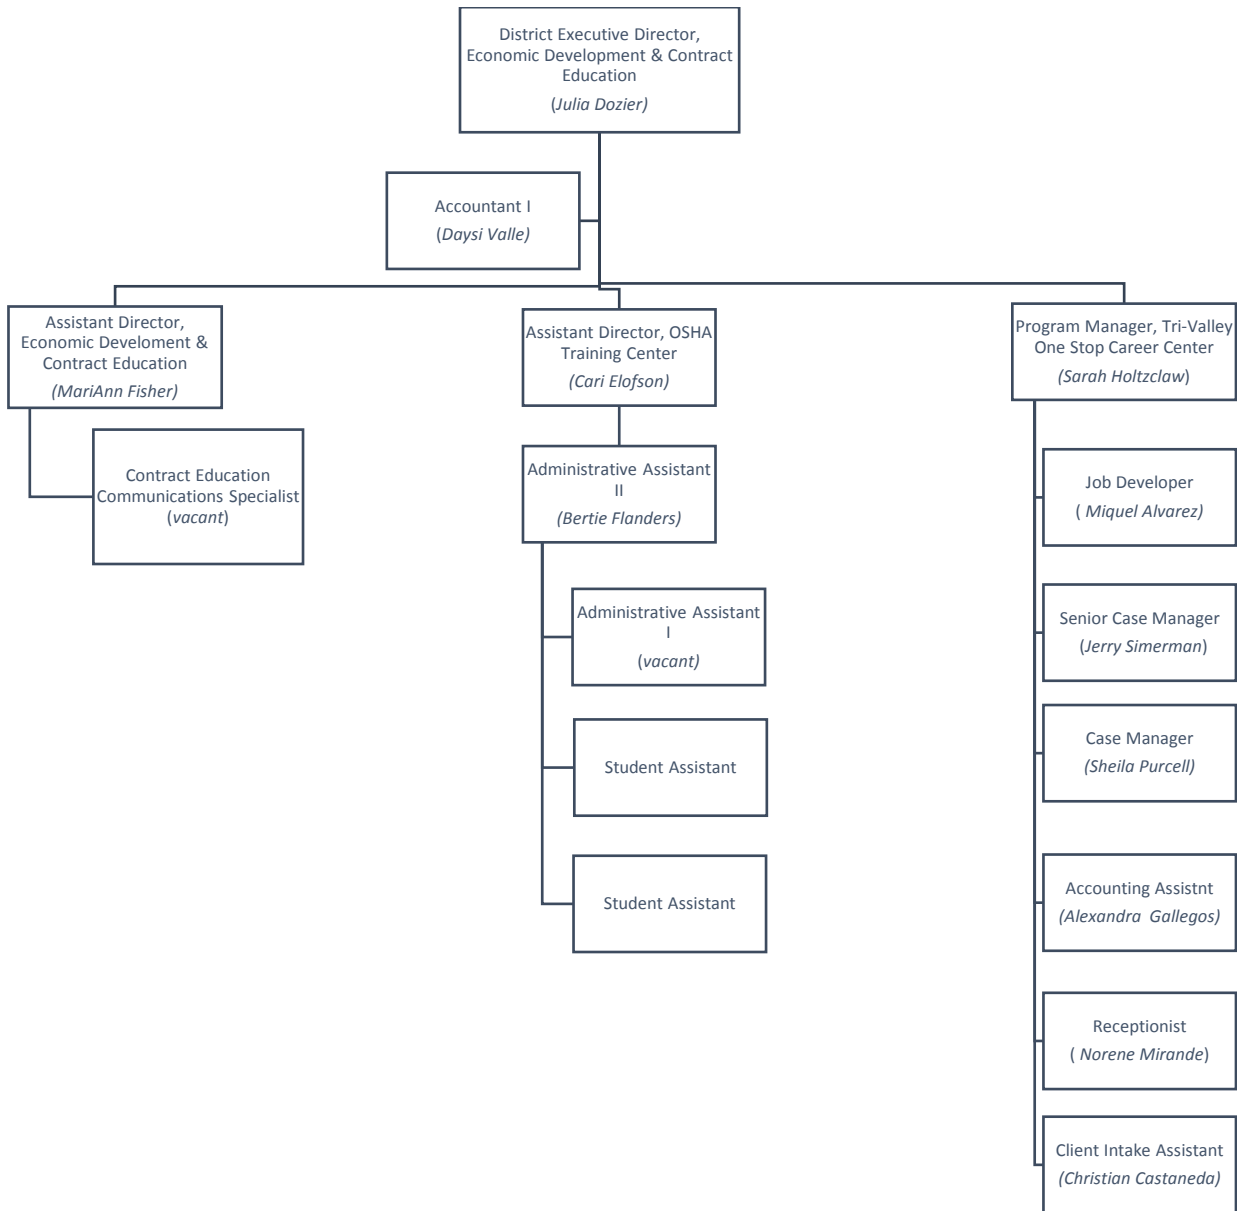 District Executive Director,
Economic Development & Contract
Education
(Julia Dozier)
Accountant I
(Daysi Valle)
Assistant Director,
Economic Develoment &
Contract Education
(MariAnn Fisher)
Contract Education
Communications Specialist
(vacant)
Assistant Director, OSHA
Training Center
(Cari Elofson)
Administrative Assistant
II
(Bertie Flanders)
Administrative Assistant
I
(vacant)
Student Assistant
Student Assistant
Program Manager, Tri-Valley
One Stop Career Center
(Sarah Holtzclaw)
Job Developer
( Miquel Alvarez)
Senior Case Manager
(Jerry Simerman)
Case Manager
(Sheila Purcell)
Accounting Assistnt
(Alexandra Gallegos)
Receptionist
( Norene Mirande)
Client Intake Assistant
(Christian Castaneda)